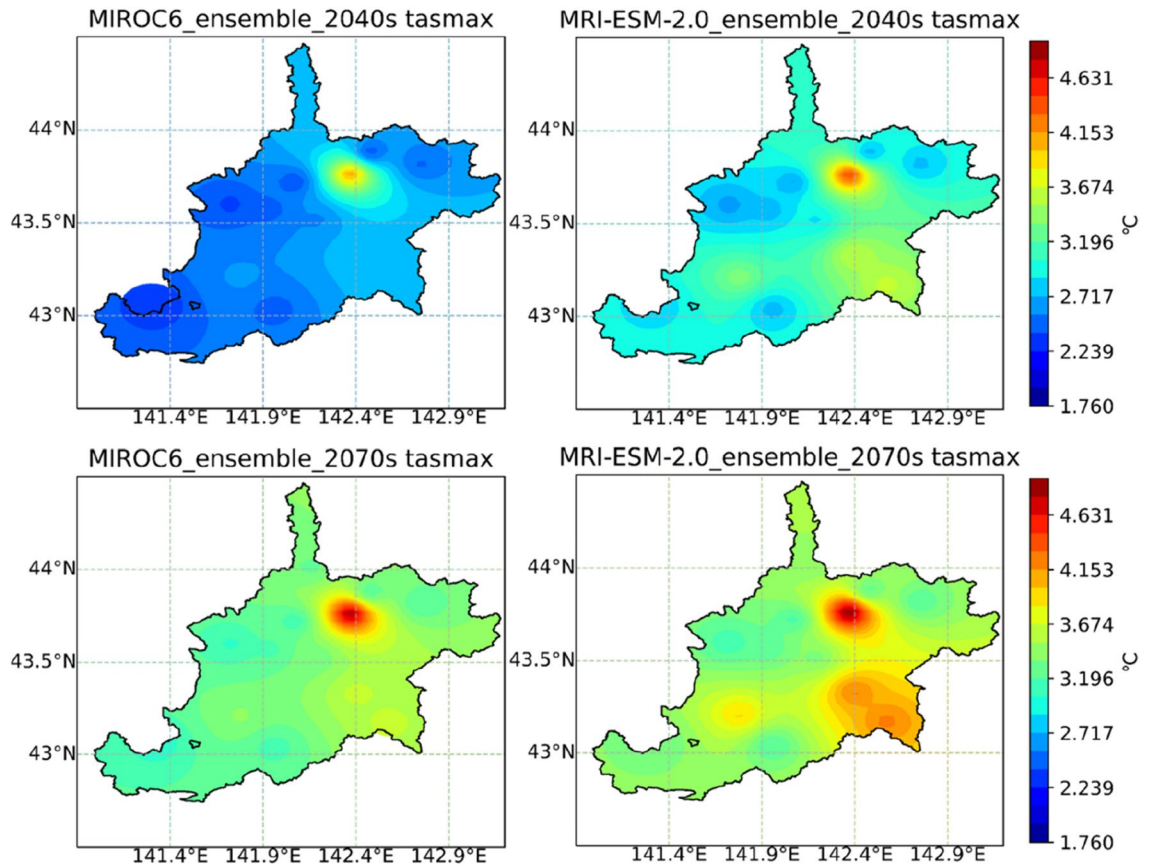 MIROC6_ensemble_2040s tasmax
MRI-ESM-2.0_ensemble_2040s tasmax
44°N
43.5°N
43°N
141.4°E 141.9°E 142.4°E 142.9°E
44°N
43.5°N
43°N
141.4°E 141.9°E 142.4°E 142.9°E
4.631
4.153
3.674
3.196
2.717
2.239
1.760
°C
MIROC6_ensemble_2070s tasmax
MRI-ESM-2.0_ensemble_2070s tasmax
44°N
43.5°N
43°N
141.4°E 141.9°E 142.4°E 142.9°E
44°N
43.5°N
43°N
141.4°E 141.9°E 142.4°E 142.9°E
4.631
4.153
3.674
3.196
2.717
2.239
1.760
°C